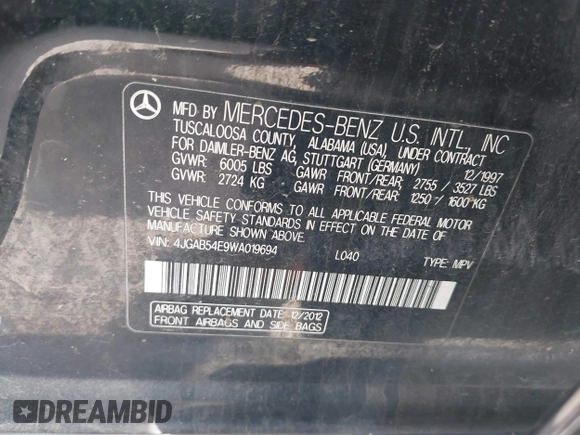 MFD BY MERCEDES-BENZ U.S. INTL., INC
TUSCALOOSA COUNTY, ALABAMA (USA), UNDER CONTRACT
FOR DAIMLER-BENZ AG, STUTTGART (GERMANY) 12/1997
GVWR: 6005 LBS GAWR FRONT/REAR: 2755 / 3527 LBS
GVWR: 2724 KG GAWR FRONT/REAR: 1250 / 1600 KG
THIS VEHICLE CONFORMS TO ALL APPLICABLE FEDERAL MOTOR
VEHICLE SAFETY STANDARDS IN EFFECT ON THE DATE OF
MANUFACTURE SHOWN ABOVE.
VIN: 4JGAB54E9WA019694 L040 TYPE: MPV
AIRBAG REPLACEMENT DATE: 12/2012
FRONT AIRBAGS AND SIDE BAGS
DREAMBID